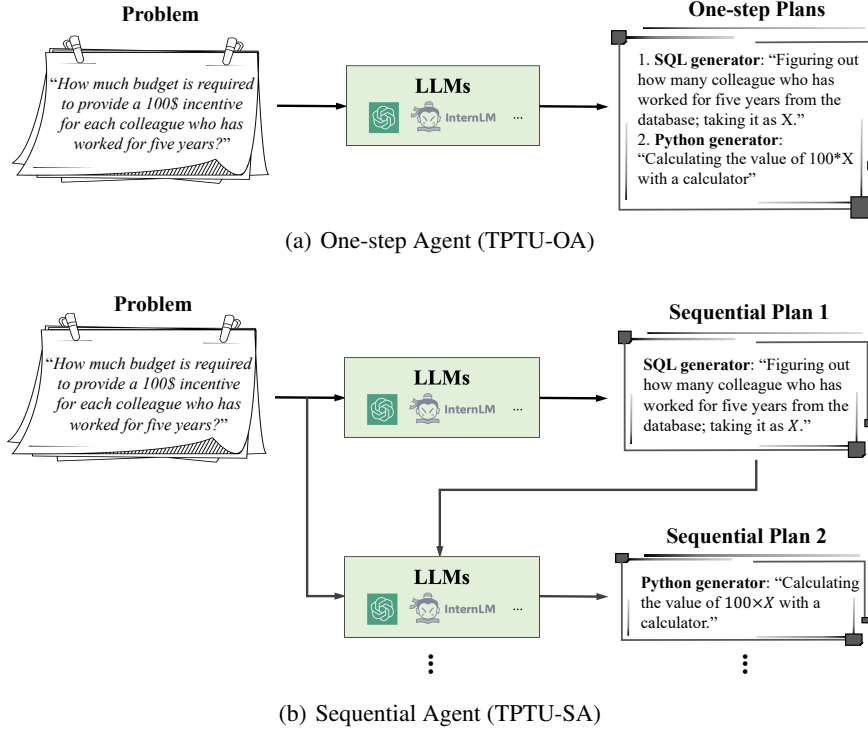 Problem
“How much budget is required
to provide a 100$ incentive
for each colleague who has
worked for five years?”
LLMs
InternLM ...
One-step Plans
1. SQL generator: “Figuring out
how many colleague who has
worked for five years from the
database; taking it as X.”
2. Python generator:
“Calculating the value of 100*X
with a calculator”
(a) One-step Agent (TPTU-OA)
Problem
“How much budget is required
to provide a 100$ incentive
for each colleague who has
worked for five years?”
LLMs
InternLM ...
Sequential Plan 1
SQL generator: “Figuring out
how many colleague who has
worked for five years from the
database; taking it as X.”
LLMs
InternLM ...
Sequential Plan 2
Python generator: “Calculating
the value of 100×X with a
calculator.”
(b) Sequential Agent (TPTU-SA)